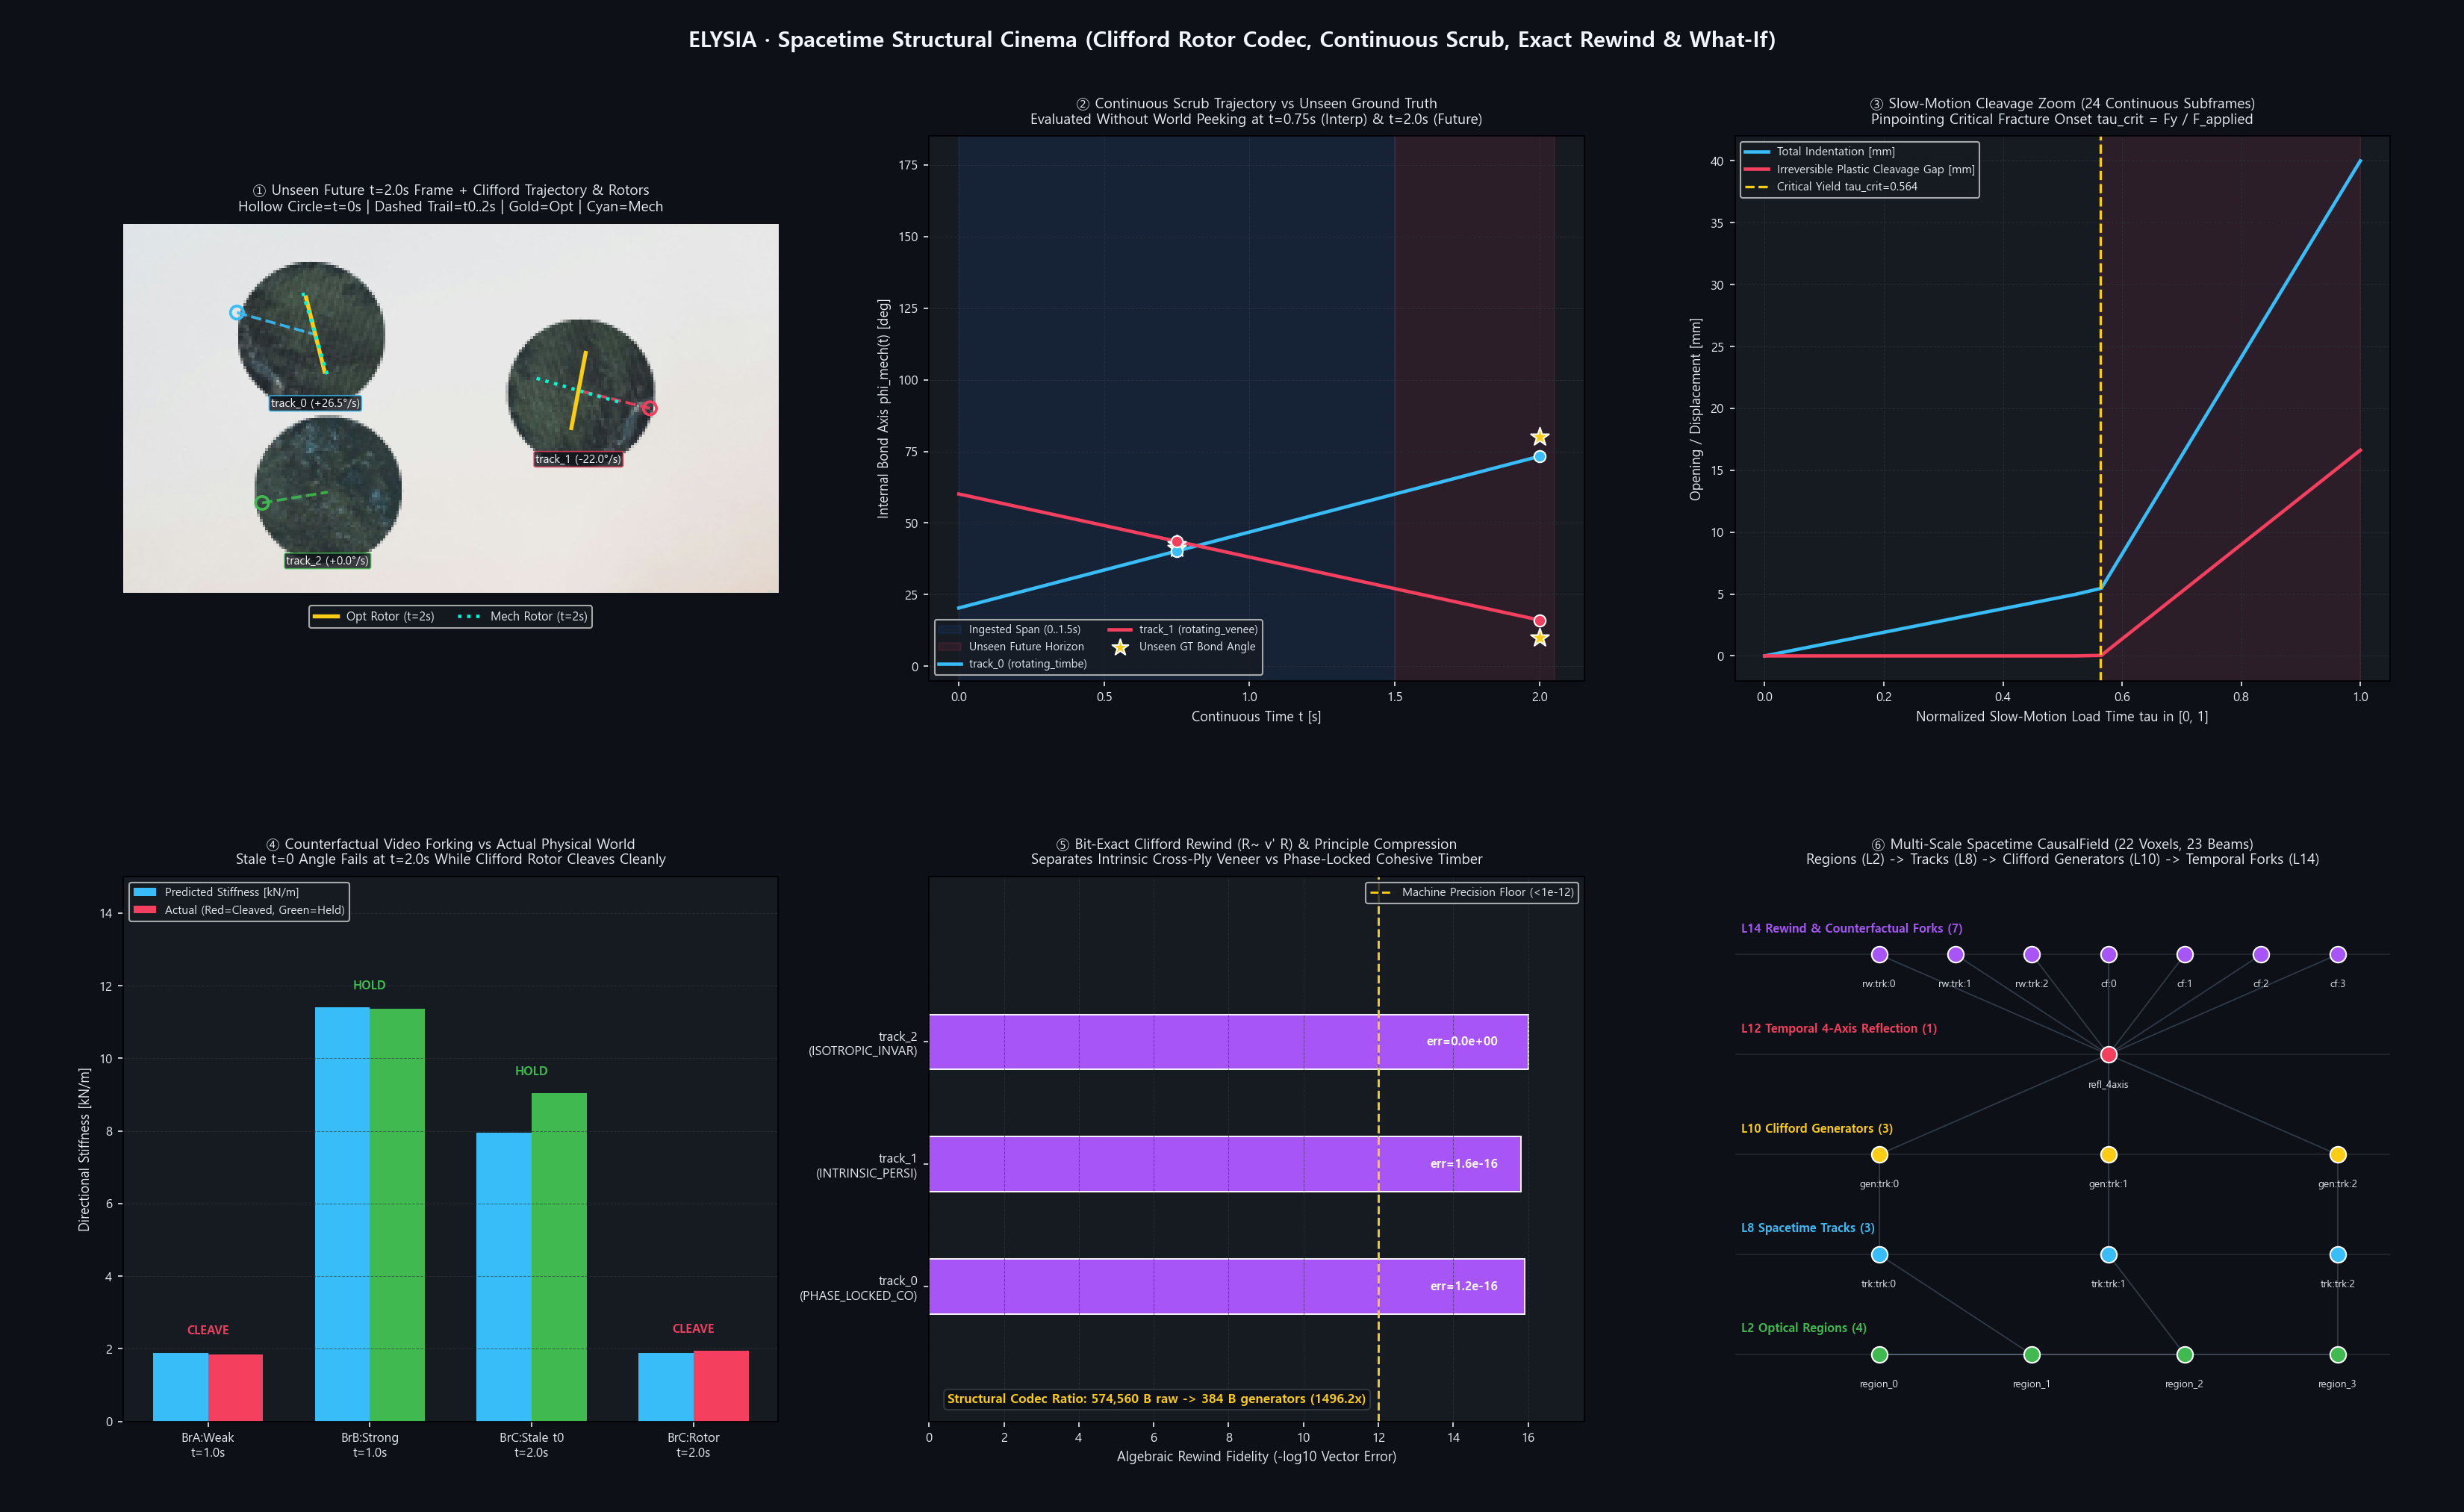 ELYSIA · Spacetime Structural Cinema (Clifford Rotor Codec, Continuous Scrub, Exact Rewind & What-If)
① Unseen Future t=2.0s Frame + Clifford Trajectory & Rotors
Hollow Circle=t=0s | Dashed Trail=t0..2s | Gold=Opt | Cyan=Mech
track_0 (+26.5°/s)
track_1 (-22.0°/s)
track_2 (+0.0°/s)
Opt Rotor (t=2s)
Mech Rotor (t=2s)
② Continuous Scrub Trajectory vs Unseen Ground Truth
Evaluated Without World Peeking at t=0.75s (Interp) & t=2.0s (Future)
Internal Bond Axis phi_mech(t) [deg]
175
150
125
100
75
50
25
0
Ingested Span (0..1.5s)
Unseen Future Horizon
track_0 (rotating_timbe)
track_1 (rotating_venee)
Unseen GT Bond Angle
0.0
0.5
1.0
1.5
2.0
Continuous Time t [s]
③ Slow-Motion Cleavage Zoom (24 Continuous Subframes)
Pinpointing Critical Fracture Onset tau_crit = Fy / F_applied
Total Indentation [mm]
Irreversible Plastic Cleavage Gap [mm]
Critical Yield tau_crit=0.564
Opening / Displacement [mm]
40
35
30
25
20
15
10
5
0
0.0
0.2
0.4
0.6
0.8
1.0
Normalized Slow-Motion Load Time tau in [0, 1]
④ Counterfactual Video Forking vs Actual Physical World
Stale t=0 Angle Fails at t=2.0s While Clifford Rotor Cleaves Cleanly
Predicted Stiffness [kN/m]
Actual (Red=Cleaved, Green=Held)
Directional Stiffness [kN/m]
14
12
10
8
6
4
2
0
CLEAVE
HOLD
HOLD
CLEAVE
BrA:Weak
t=1.0s
BrB:Strong
t=1.0s
BrC:Stale t0
t=2.0s
BrC:Rotor
t=2.0s
⑤ Bit-Exact Clifford Rewind (R~ v' R) & Principle Compression
Separates Intrinsic Cross-Ply Veneer vs Phase-Locked Cohesive Timber
Machine Precision Floor (<1e-12)
track_2
(ISOTROPIC_INVAR)
err=0.0e+00
track_1
(INTRINSIC_PERSI)
err=1.6e-16
track_0
(PHASE_LOCKED_CO)
err=1.2e-16
Structural Codec Ratio: 574,560 B raw -> 384 B generators (1496.2x)
0
2
4
6
8
10
12
14
16
Algebraic Rewind Fidelity (-log10 Vector Error)
⑥ Multi-Scale Spacetime CausalField (22 Voxels, 23 Beams)
Regions (L2) -> Tracks (L8) -> Clifford Generators (L10) -> Temporal Forks (L14)
L14 Rewind & Counterfactual Forks (7)
rw:trk:0
rw:trk:1
rw:trk:2
cf:0
cf:1
cf:2
cf:3
L12 Temporal 4-Axis Reflection (1)
refl_4axis
L10 Clifford Generators (3)
gen:trk:0
gen:trk:1
gen:trk:2
L8 Spacetime Tracks (3)
trk:trk:0
trk:trk:1
trk:trk:2
L2 Optical Regions (4)
region_0
region_1
region_2
region_3